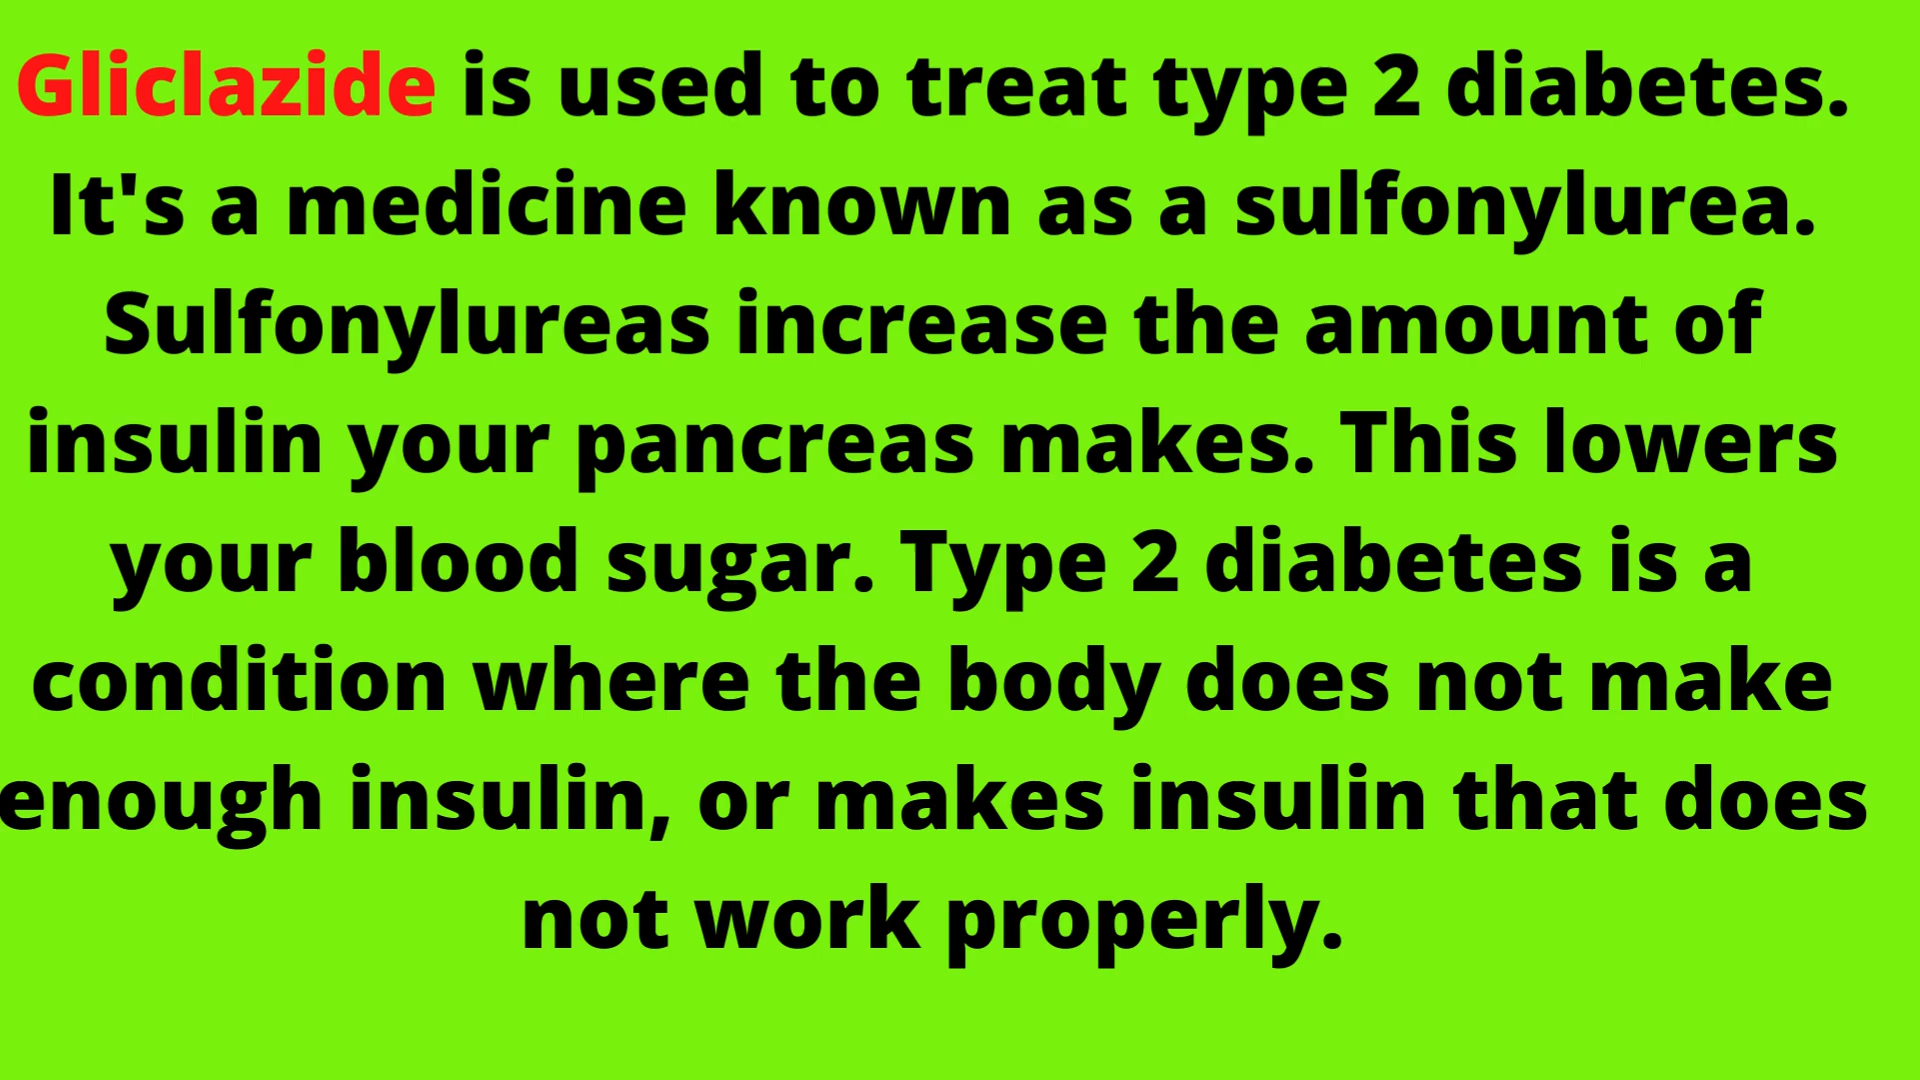 Gliclazide is used to treat type 2 diabetes.
It's a medicine known as a sulfonylurea.
Sulfonylureas increase the amount of
insulin your pancreas makes. This lowers
your blood sugar. Type 2 diabetes is a
condition where the body does not make
enough insulin, or makes insulin that does
not work properly.